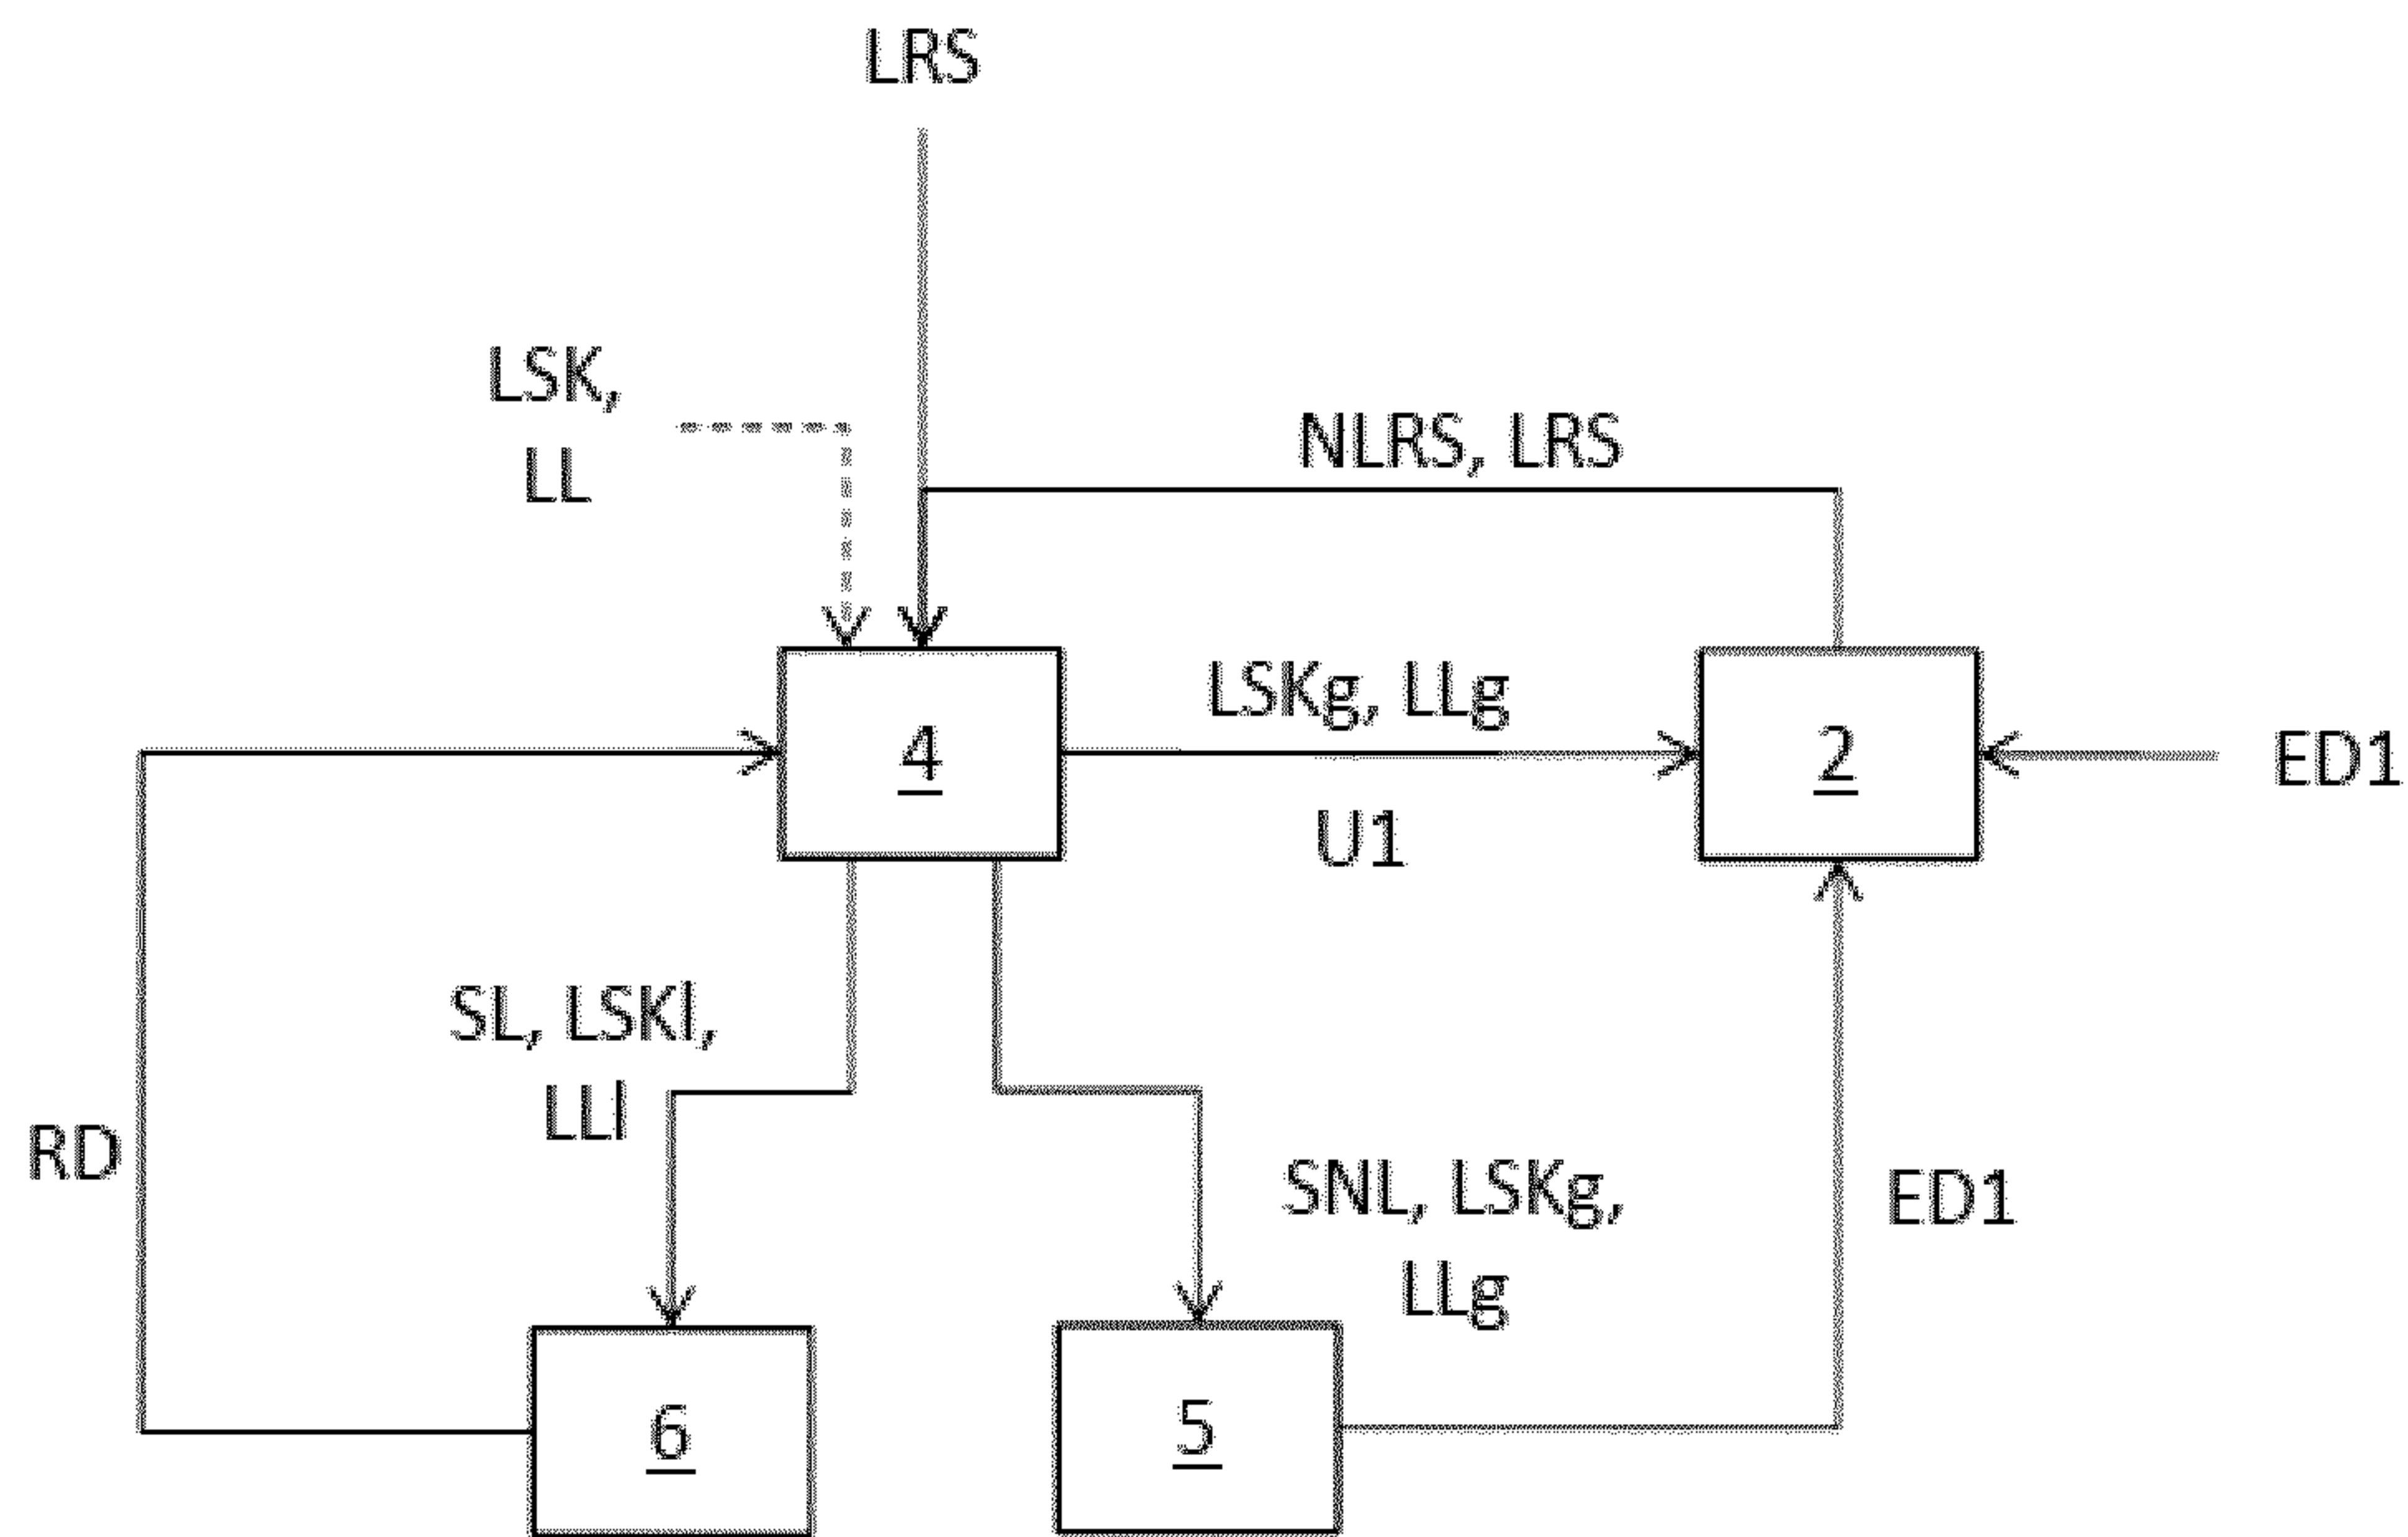 LRS
LSK,
LL
NLRS, LRS
LSKg, LLg
4
2
ED1
U1
SL, LSKl,
LLl
RD
SNL, LSKg,
LLg
ED1
6
5